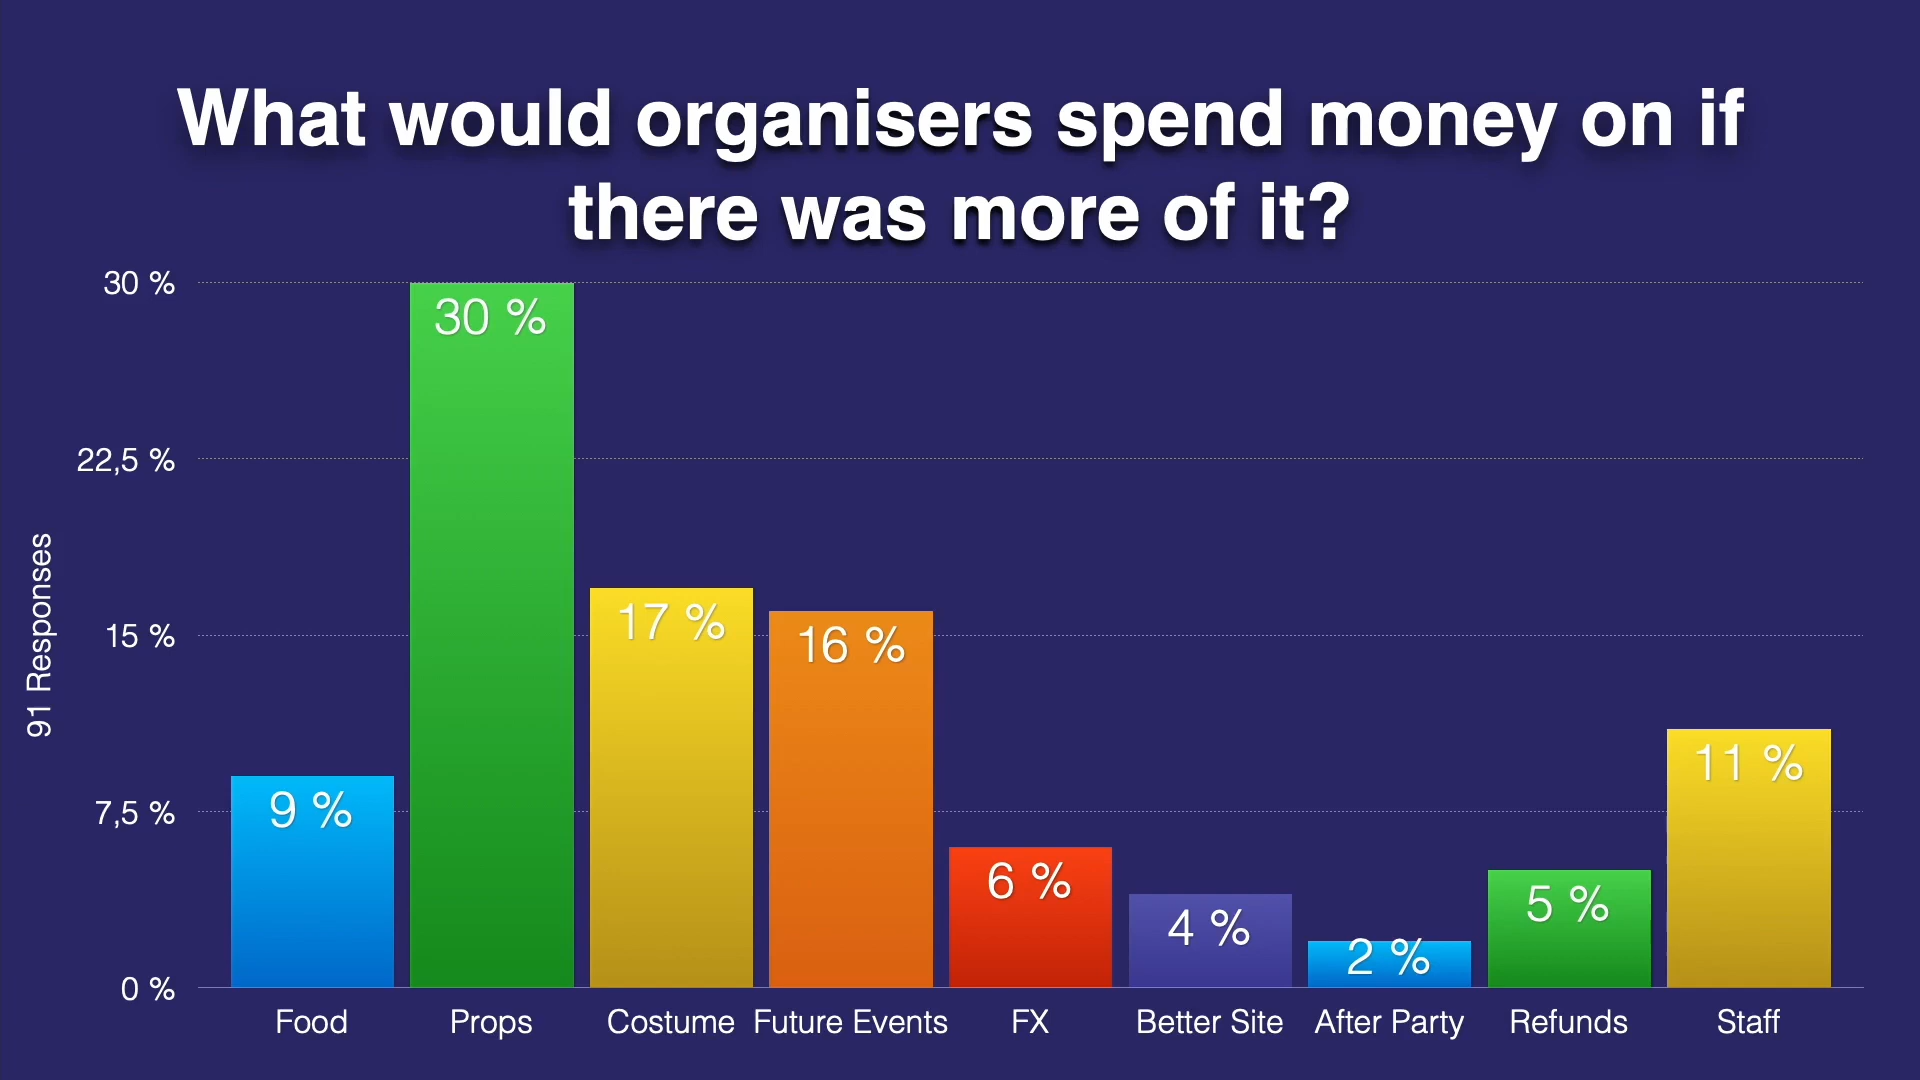 What would organisers spend money on if
there was more of it?
30 %
22,5 %
15 %
7,5 %
0 %
91 Responses
9 %
30 %
17 %
16 %
6 %
4 %
2 %
5 %
11 %
Food
Props
Costume
Future Events
FX
Better Site
After Party
Refunds
Staff